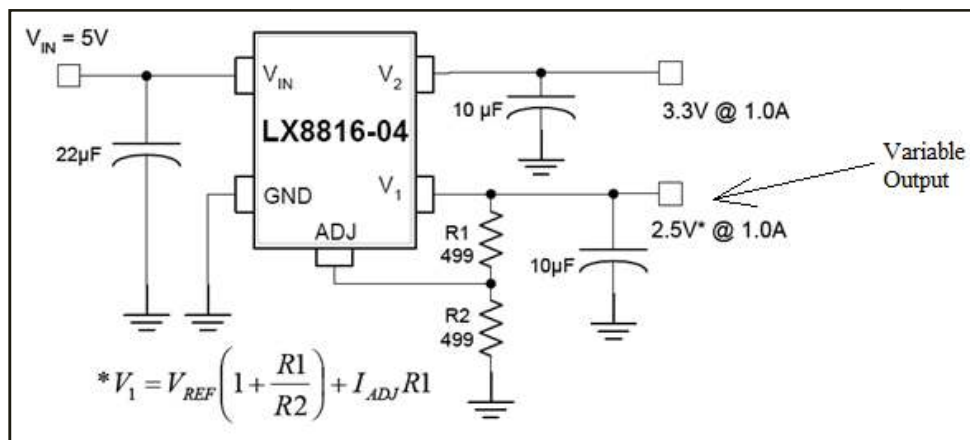 V_IN = 5V
V_IN
V_2
LX8816-04
10 µF
3.3V @ 1.0A
22µF
GND
V_1
ADJ
R1
499
10µF
2.5V* @ 1.0A
Variable
Output
R2
499
*V_1 = V_REF(1 + R1/R2) + I_ADJ R1